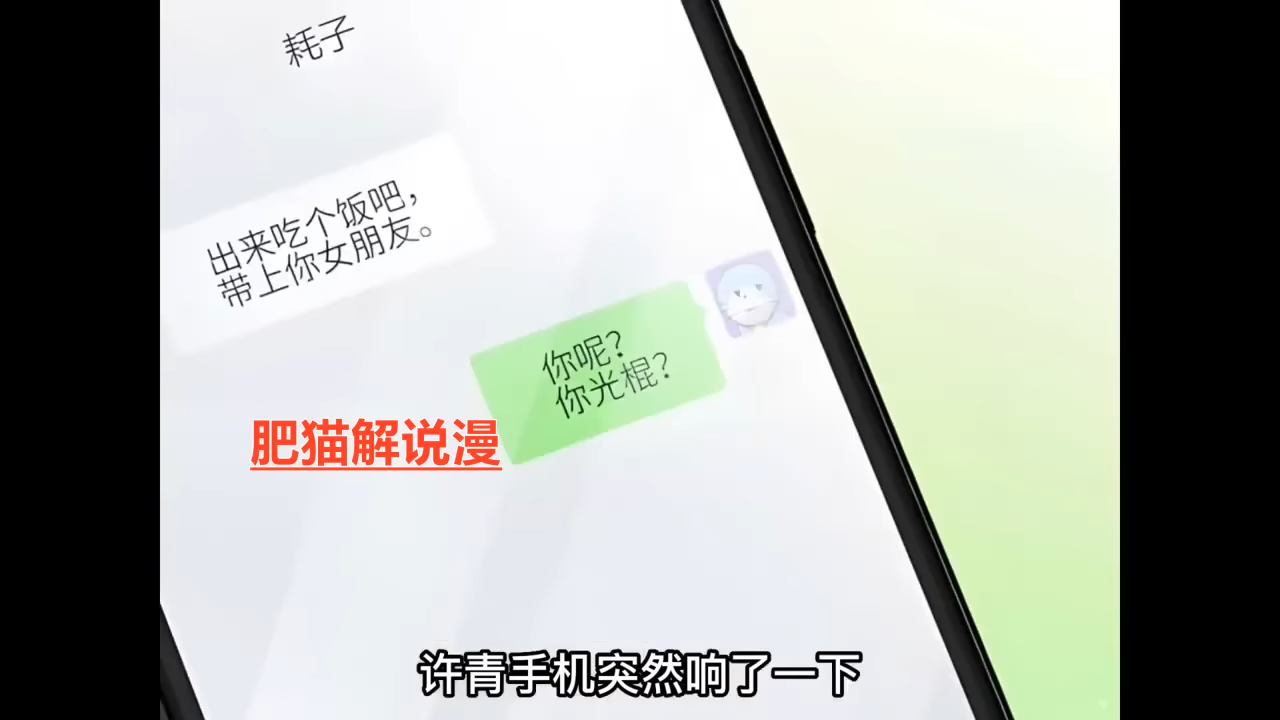 耗子
出来吃个饭吧，
带上你女朋友。
你呢？
你光棍？
肥猫解说漫
许青手机突然响了一下